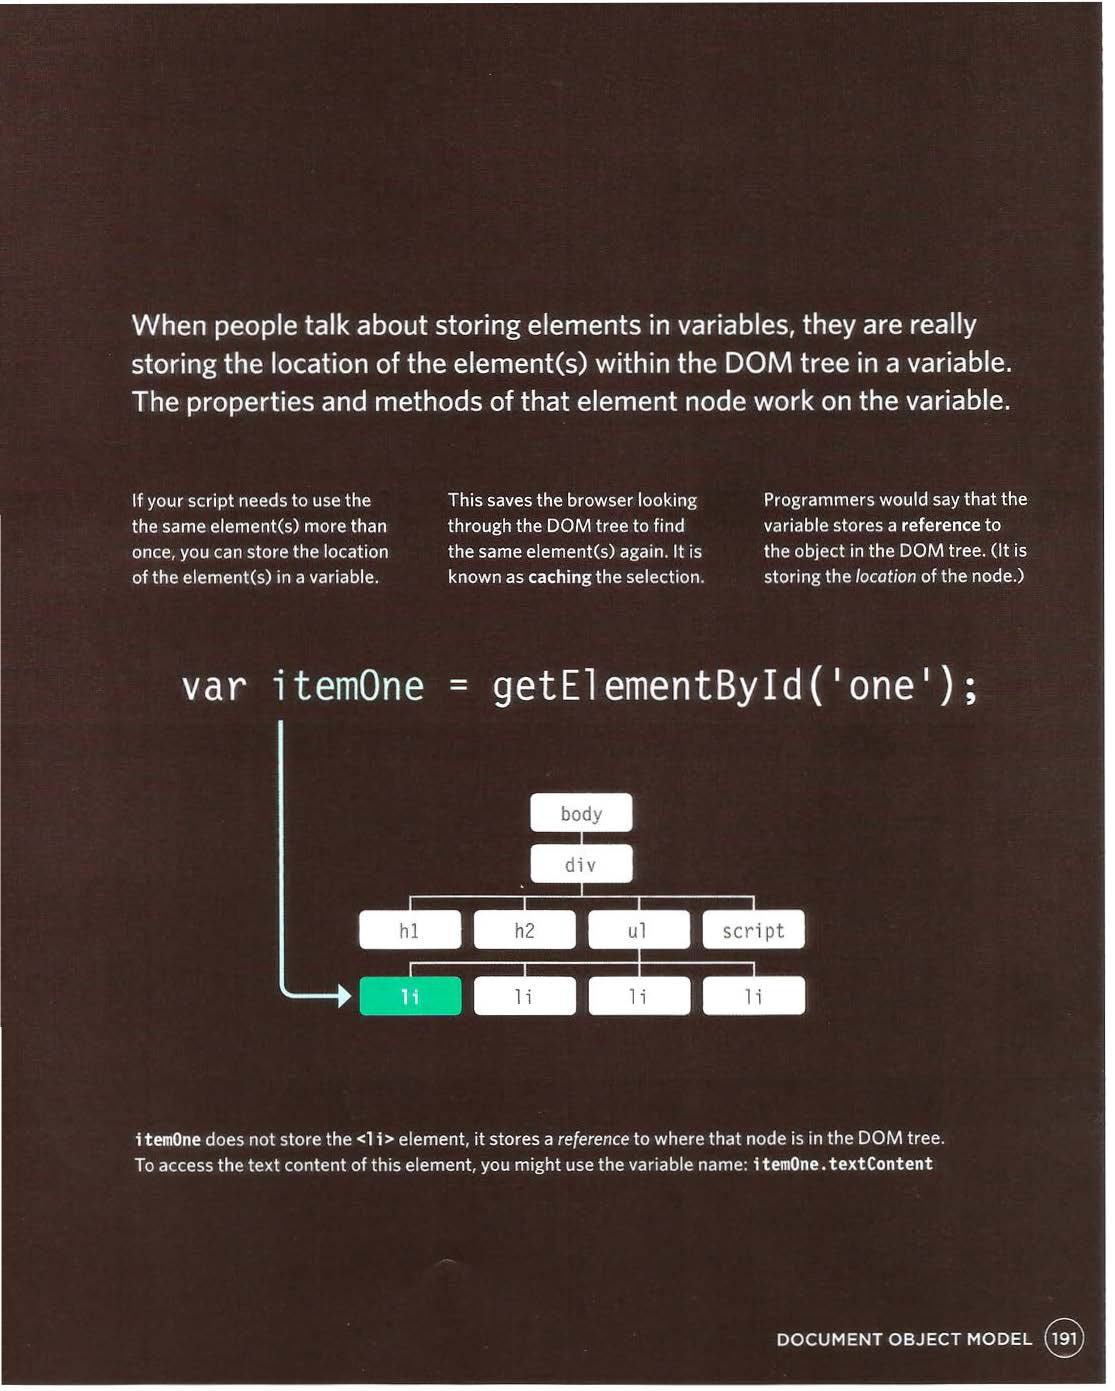 When people talk about storing elements in variables, they are really
storing the location of the element(s) within the DOM tree in a variable.
The properties and methods of that element node work on the variable.
If your script needs to use the
the same element(s) more than
once, you can store the location
of the element(s) in a variable.
This saves the browser looking
through the DOM tree to find
the same element(s) again. It is
known as caching the selection.
Programmers would say that the
variable stores a reference to
the object in the DOM tree. (It is
storing the location of the node.)
var itemOne = getElementById('one');
body
div
h1 h2 ul script
li li li li
itemOne does not store the <li> element, it stores a reference to where that node is in the DOM tree.
To access the text content of this element, you might use the variable name: itemOne.textContent
DOCUMENT OBJECT MODEL 191